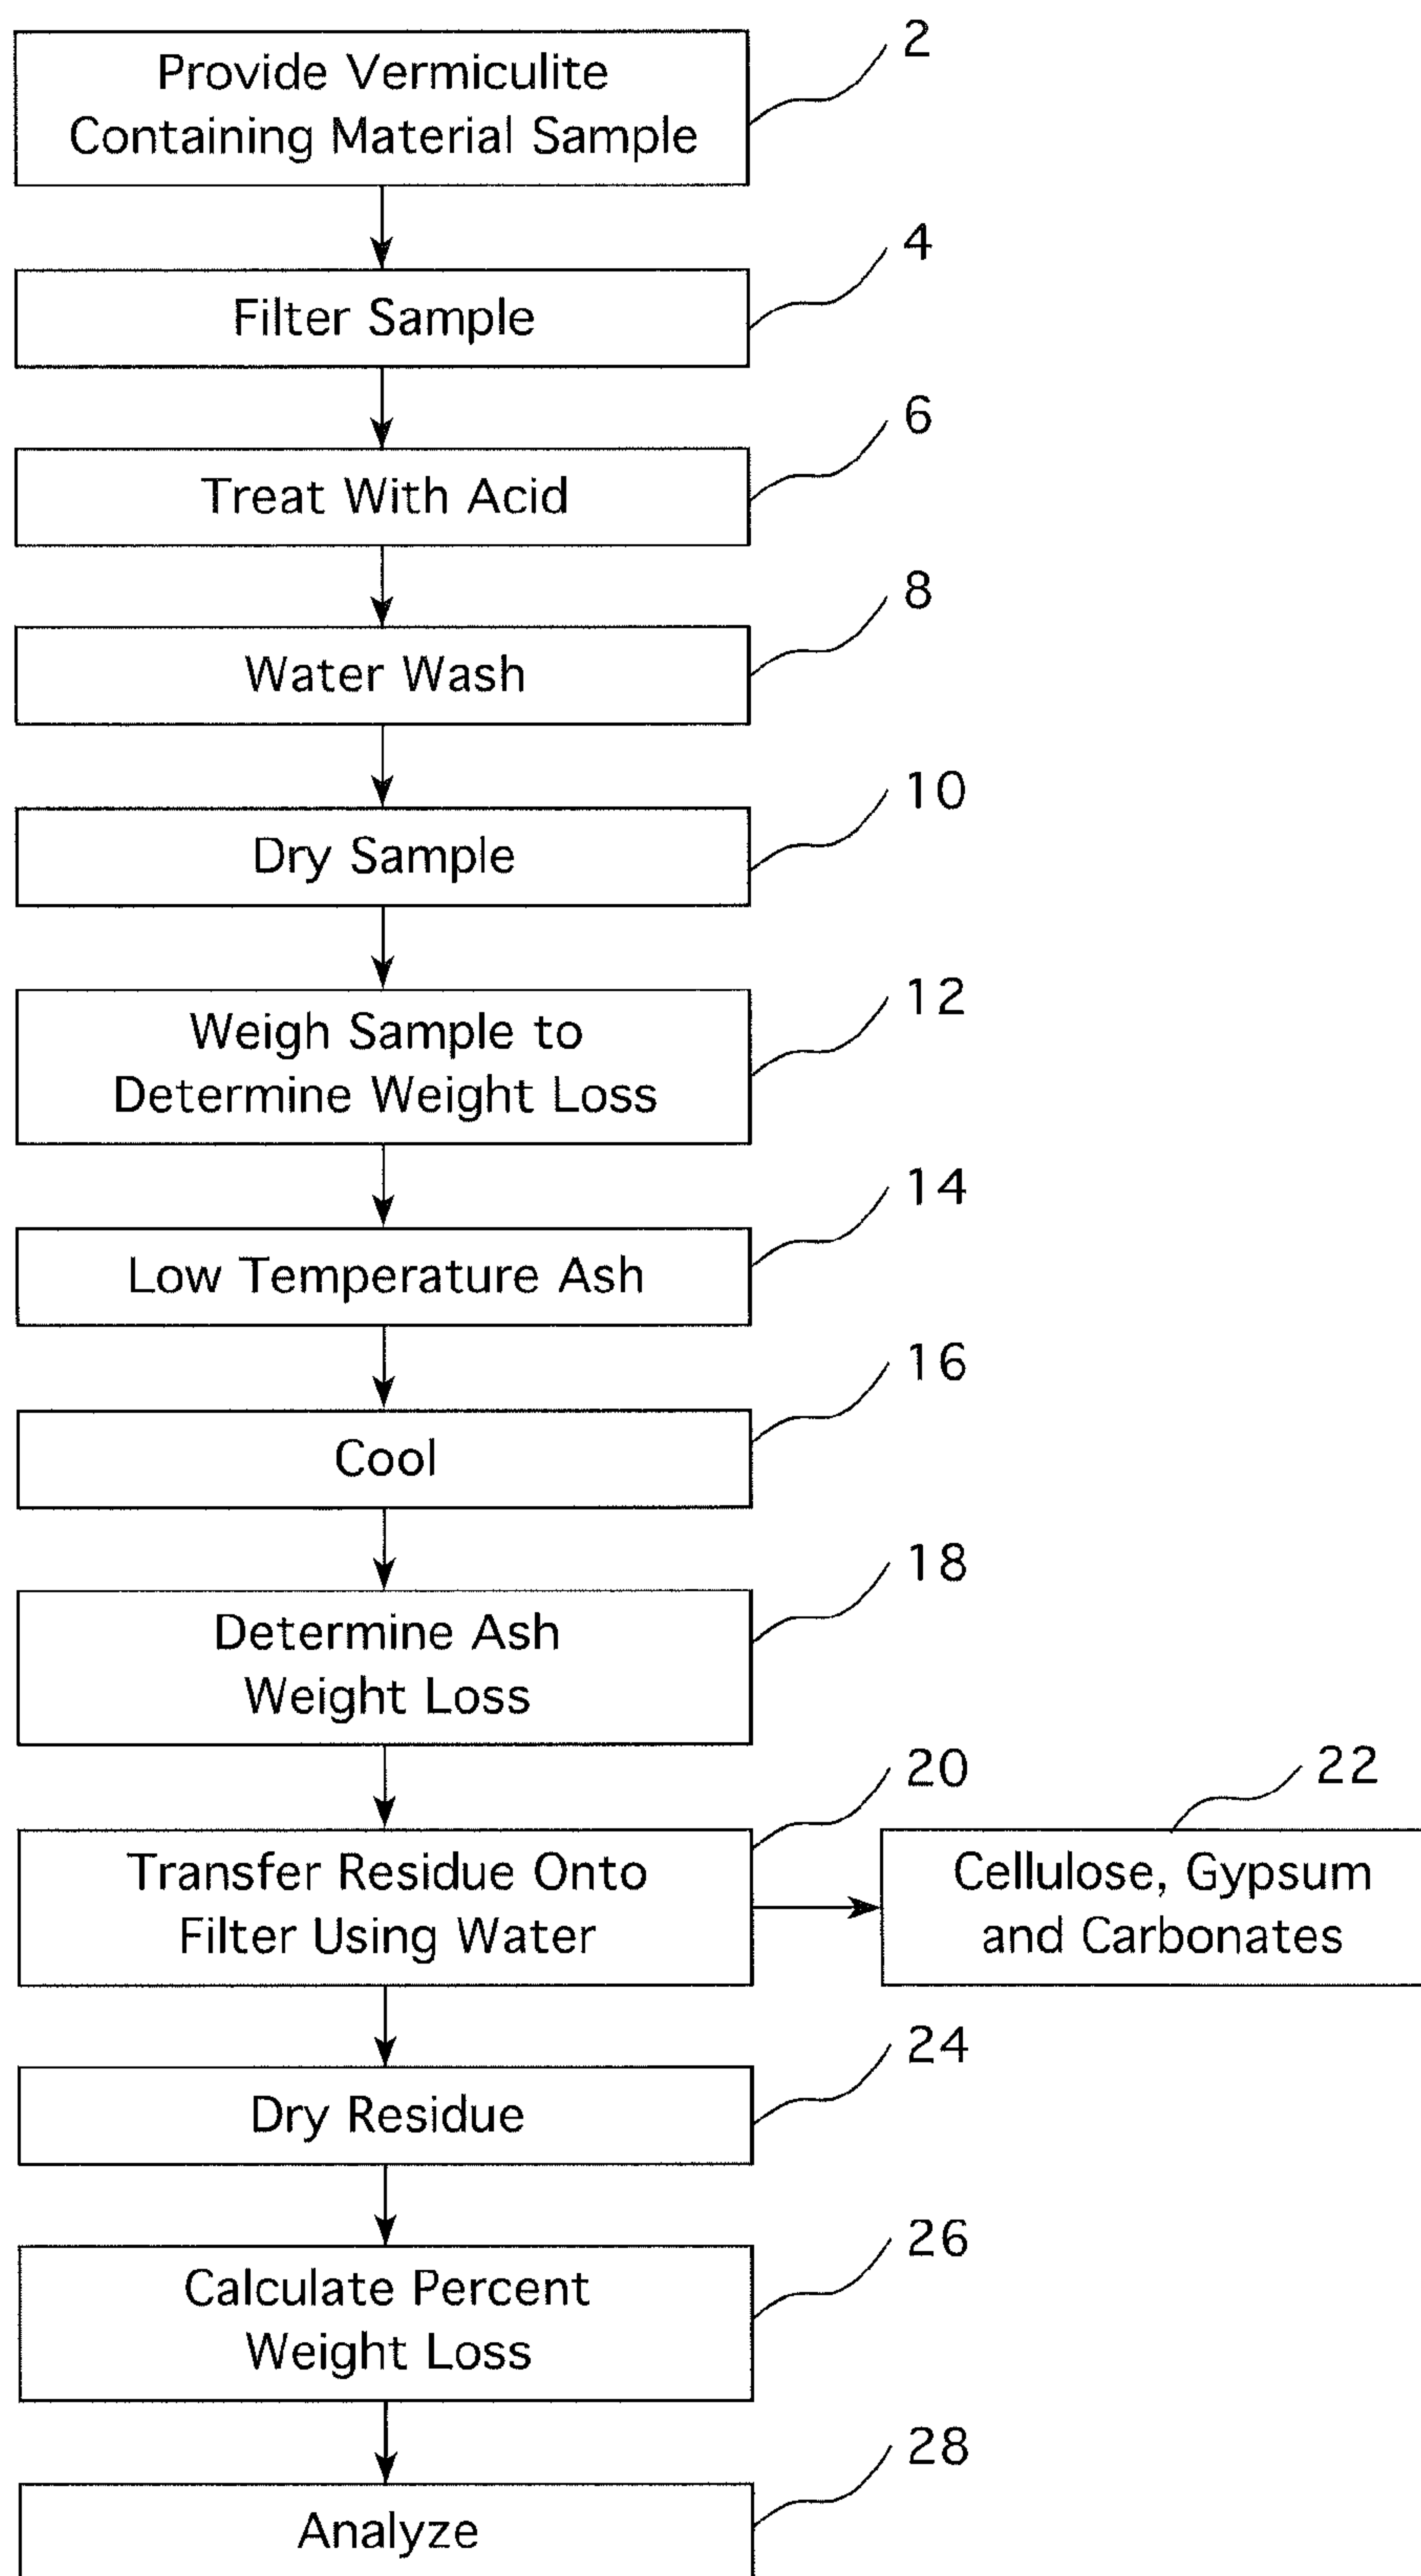 Provide Vermiculite
Containing Material Sample
2
Filter Sample
4
Treat With Acid
6
Water Wash
8
Dry Sample
10
Weigh Sample to
Determine Weight Loss
12
Low Temperature Ash
14
Cool
16
Determine Ash
Weight Loss
18
Transfer Residue Onto
Filter Using Water
20
Cellulose, Gypsum
and Carbonates
22
Dry Residue
24
Calculate Percent
Weight Loss
26
Analyze
28